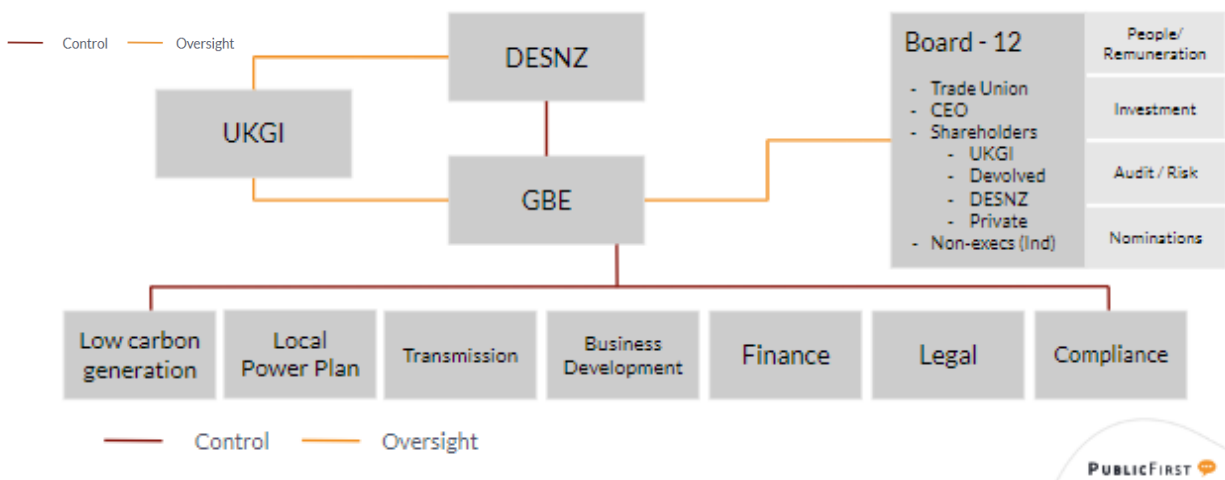 Control
Oversight
DESNZ
UKGI
GBE
Board - 12
- Trade Union
- CEO
- Shareholders
- UKGI
- Devolved
- DESNZ
- Private
- Non-execs (Ind)
People/
Remuneration
Investment
Audit / Risk
Nominations
Low carbon
generation
Local
Power Plan
Transmission
Business
Development
Finance
Legal
Compliance
Control
Oversight
PUBLICFIRST